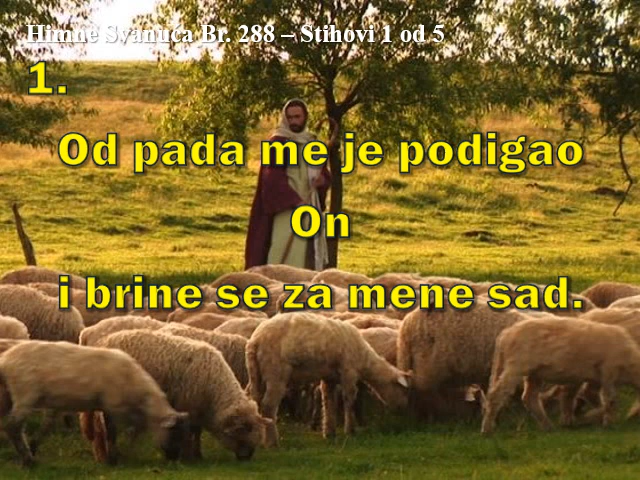 Himne Svanuća Br. 288 – Stihovi 1 od 5
1.
Od pada me je podigao
On
i brine se za mene sad.